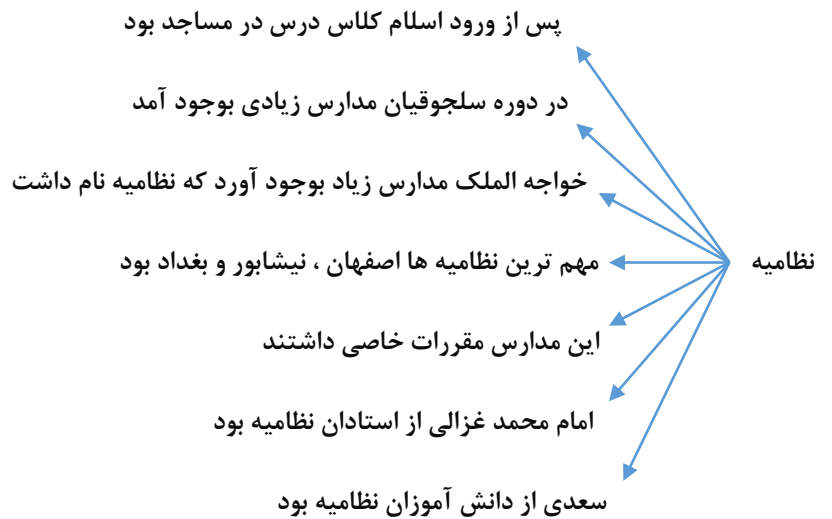 پس از ورود اسلام کلاس درس در مساجد بود
در دوره سلجوقیان مدارس زیادی بوجود آمد
خواجه الملک مدارس زیاد بوجود آورد که نظامیه نام داشت
نظامیه
مهم ترین نظامیه ها اصفهان ، نیشابور و بغداد بود
این مدارس مقررات خاصی داشتند
امام محمد غزالی از استادان نظامیه بود
سعدی از دانش آموزان نظامیه بود